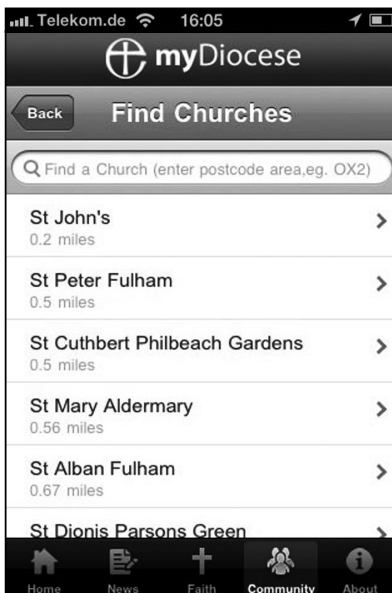 Telekom.de 16:05
myDiocese
Back Find Churches
Find a Church (enter postcode area,eg. OX2)
St John's
0.2 miles
St Peter Fulham
0.5 miles
St Cuthbert Philbeach Gardens
0.5 miles
St Mary Aldermary
0.56 miles
St Alban Fulham
0.67 miles
St Dionis Parsons Green
Home News Faith Community About